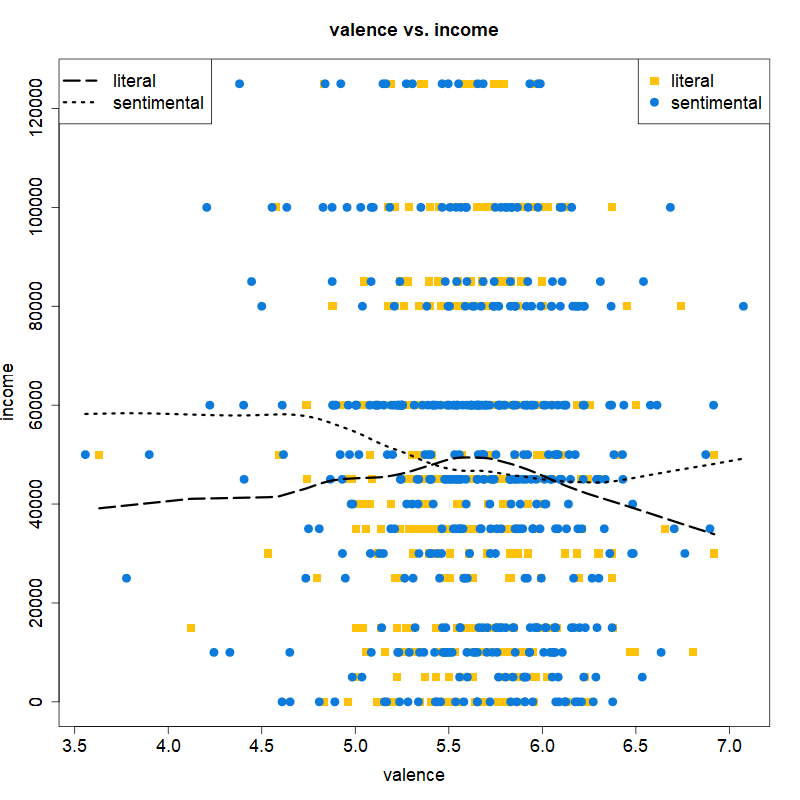 valence vs. income
literal
sentimental
literal
sentimental
income
120000
100000
80000
60000
40000
20000
0
3.5 4.0 4.5 5.0 5.5 6.0 6.5 7.0
valence